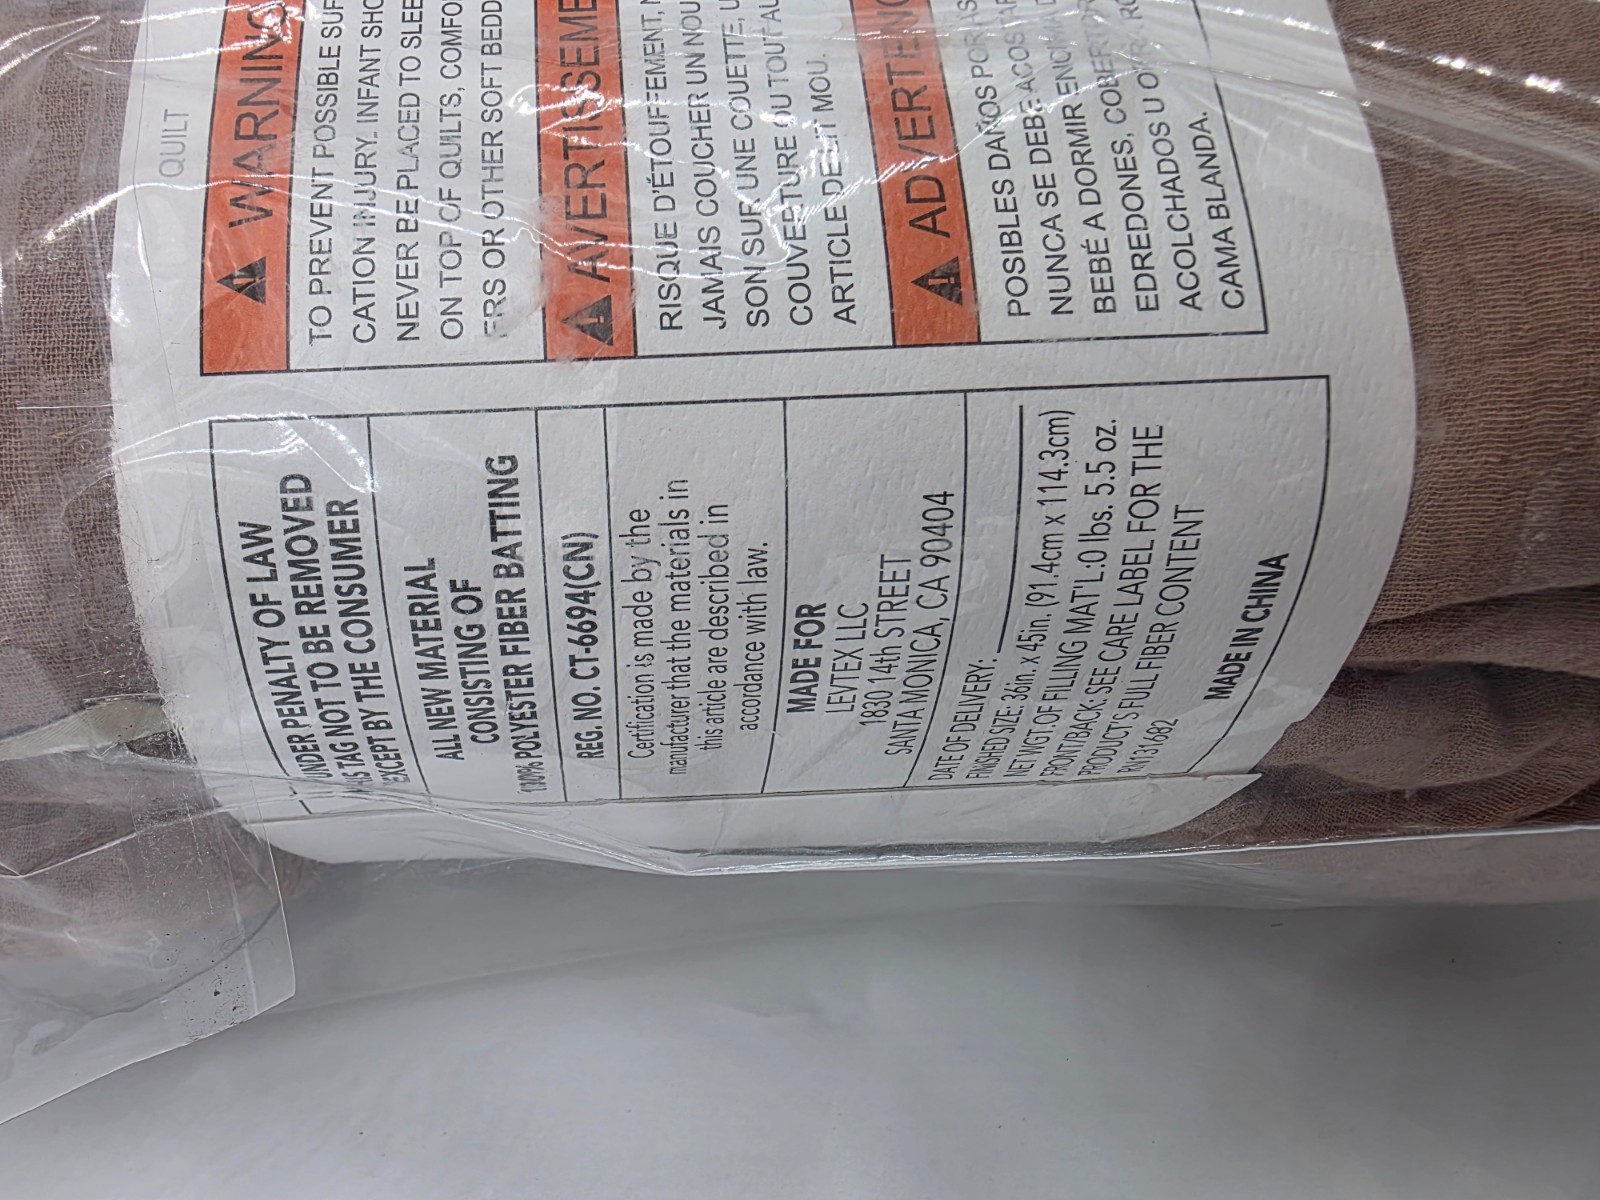 QUILT
WARNING
TO PREVENT POSSIBLE SUF
CATION INJURY. INFANT SHO
NEVER BE PLACED TO SLEE
ON TOP OF QUILTS, COMFO
ERS OR OTHER SOFT BEDD
AVERTISSEME
RISQUE D'ÉTOUFFEMENT,
JAMAIS COUCHER UN NOU
SON SUR UNE COUETTE, U
COUVERTURE OU TOUT AU
ARTICLE DE LIT MOU.
ADVERTENC
POSIBLES DAÑOS POR AS
NUNCA SE DEBE ACOSTAR
BEBÉ A DORMIR ENCIMA D
EDREDONES, COBERTORES
ACOLCHADOS U OTRA RO
CAMA BLANDA.
UNDER PENALTY OF LAW
THIS TAG NOT TO BE REMOVED
EXCEPT BY THE CONSUMER
ALL NEW MATERIAL
CONSISTING OF
100% POLYESTER FIBER BATTING
REG. NO. CT-6694(CN)
Certification is made by the
manufacturer that the materials in
this article are described in
accordance with law.
MADE FOR
LEVTEX LLC
1830 14th STREET
SANTA MONICA, CA 90404
DATE OF DELIVERY:
FINISHED SIZE: 36in. x 45in. (91.4cm x 114.3cm)
NET WGT.OF FILLING MAT'L:0 lbs. 5.5 oz.
FRONT/BACK: SEE CARE LABEL FOR THE
PRODUCT'S FULL FIBER CONTENT
RN131682
MADE IN CHINA